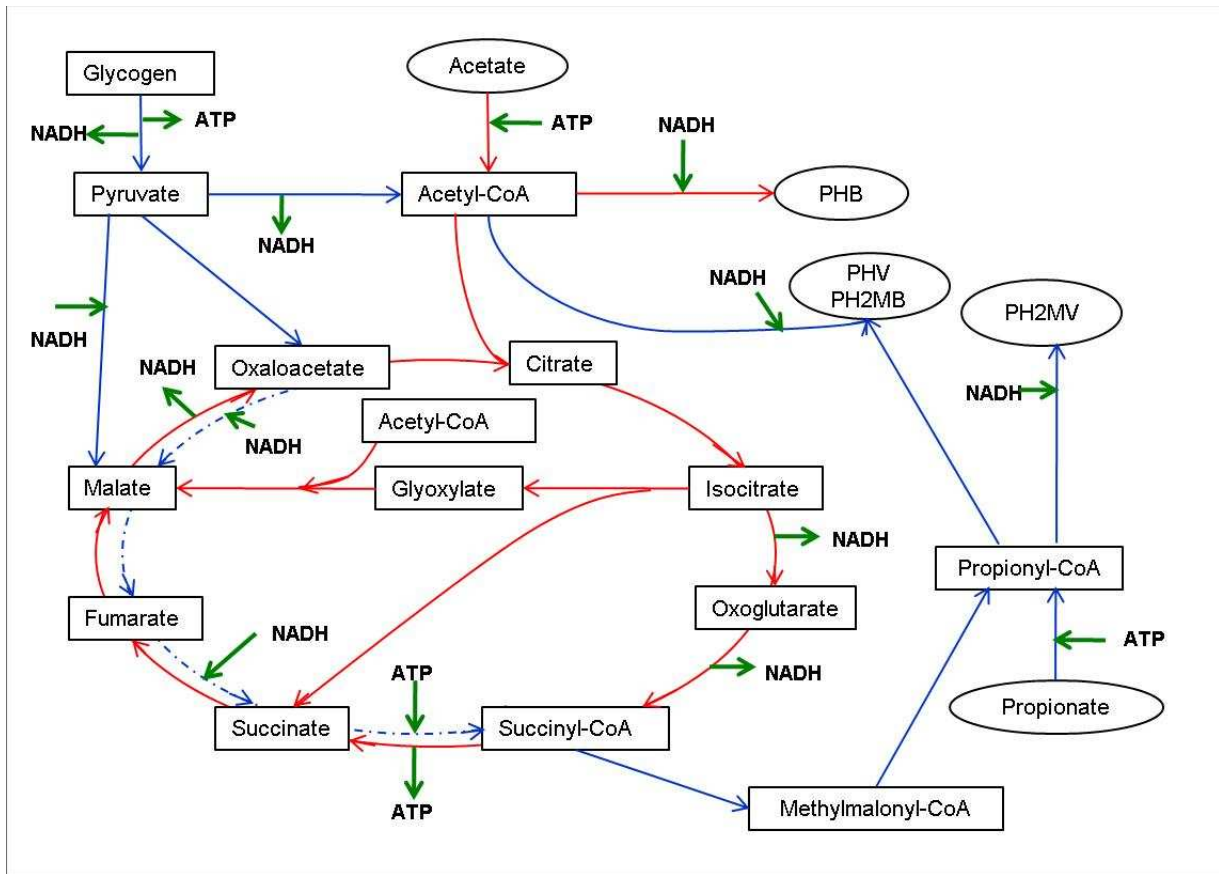 Glycogen
Acetate
NADH
ATP
ATP
NADH
Pyruvate
Acetyl-CoA
PHB
NADH
NADH
PHV
PH2MB
PH2MV
NADH
Oxaloacetate
Citrate
NADH
NADH
Acetyl-CoA
NADH
Malate
Glyoxylate
Isocitrate
NADH
Propionyl-CoA
Fumarate
Oxoglutarate
NADH
ATP
ATP
NADH
Propionate
Succinate
Succinyl-CoA
ATP
Methylmalonyl-CoA